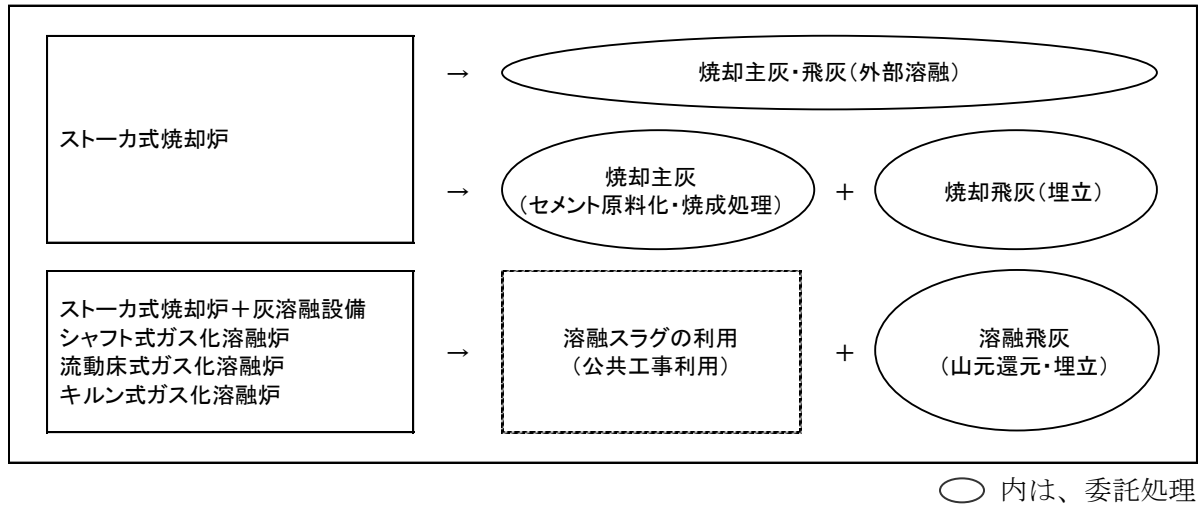 ストーカ式焼却炉
→
焼却主灰・飛灰(外部溶融)
→
焼却主灰
(セメント原料化・焼成処理)
＋
焼却飛灰(埋立)
ストーカ式焼却炉＋灰溶融設備
シャフト式ガス化溶融炉
流動床式ガス化溶融炉
キルン式ガス化溶融炉
→
溶融スラグの利用
(公共工事利用)
＋
溶融飛灰
(山元還元・埋立)
内は、委託処理